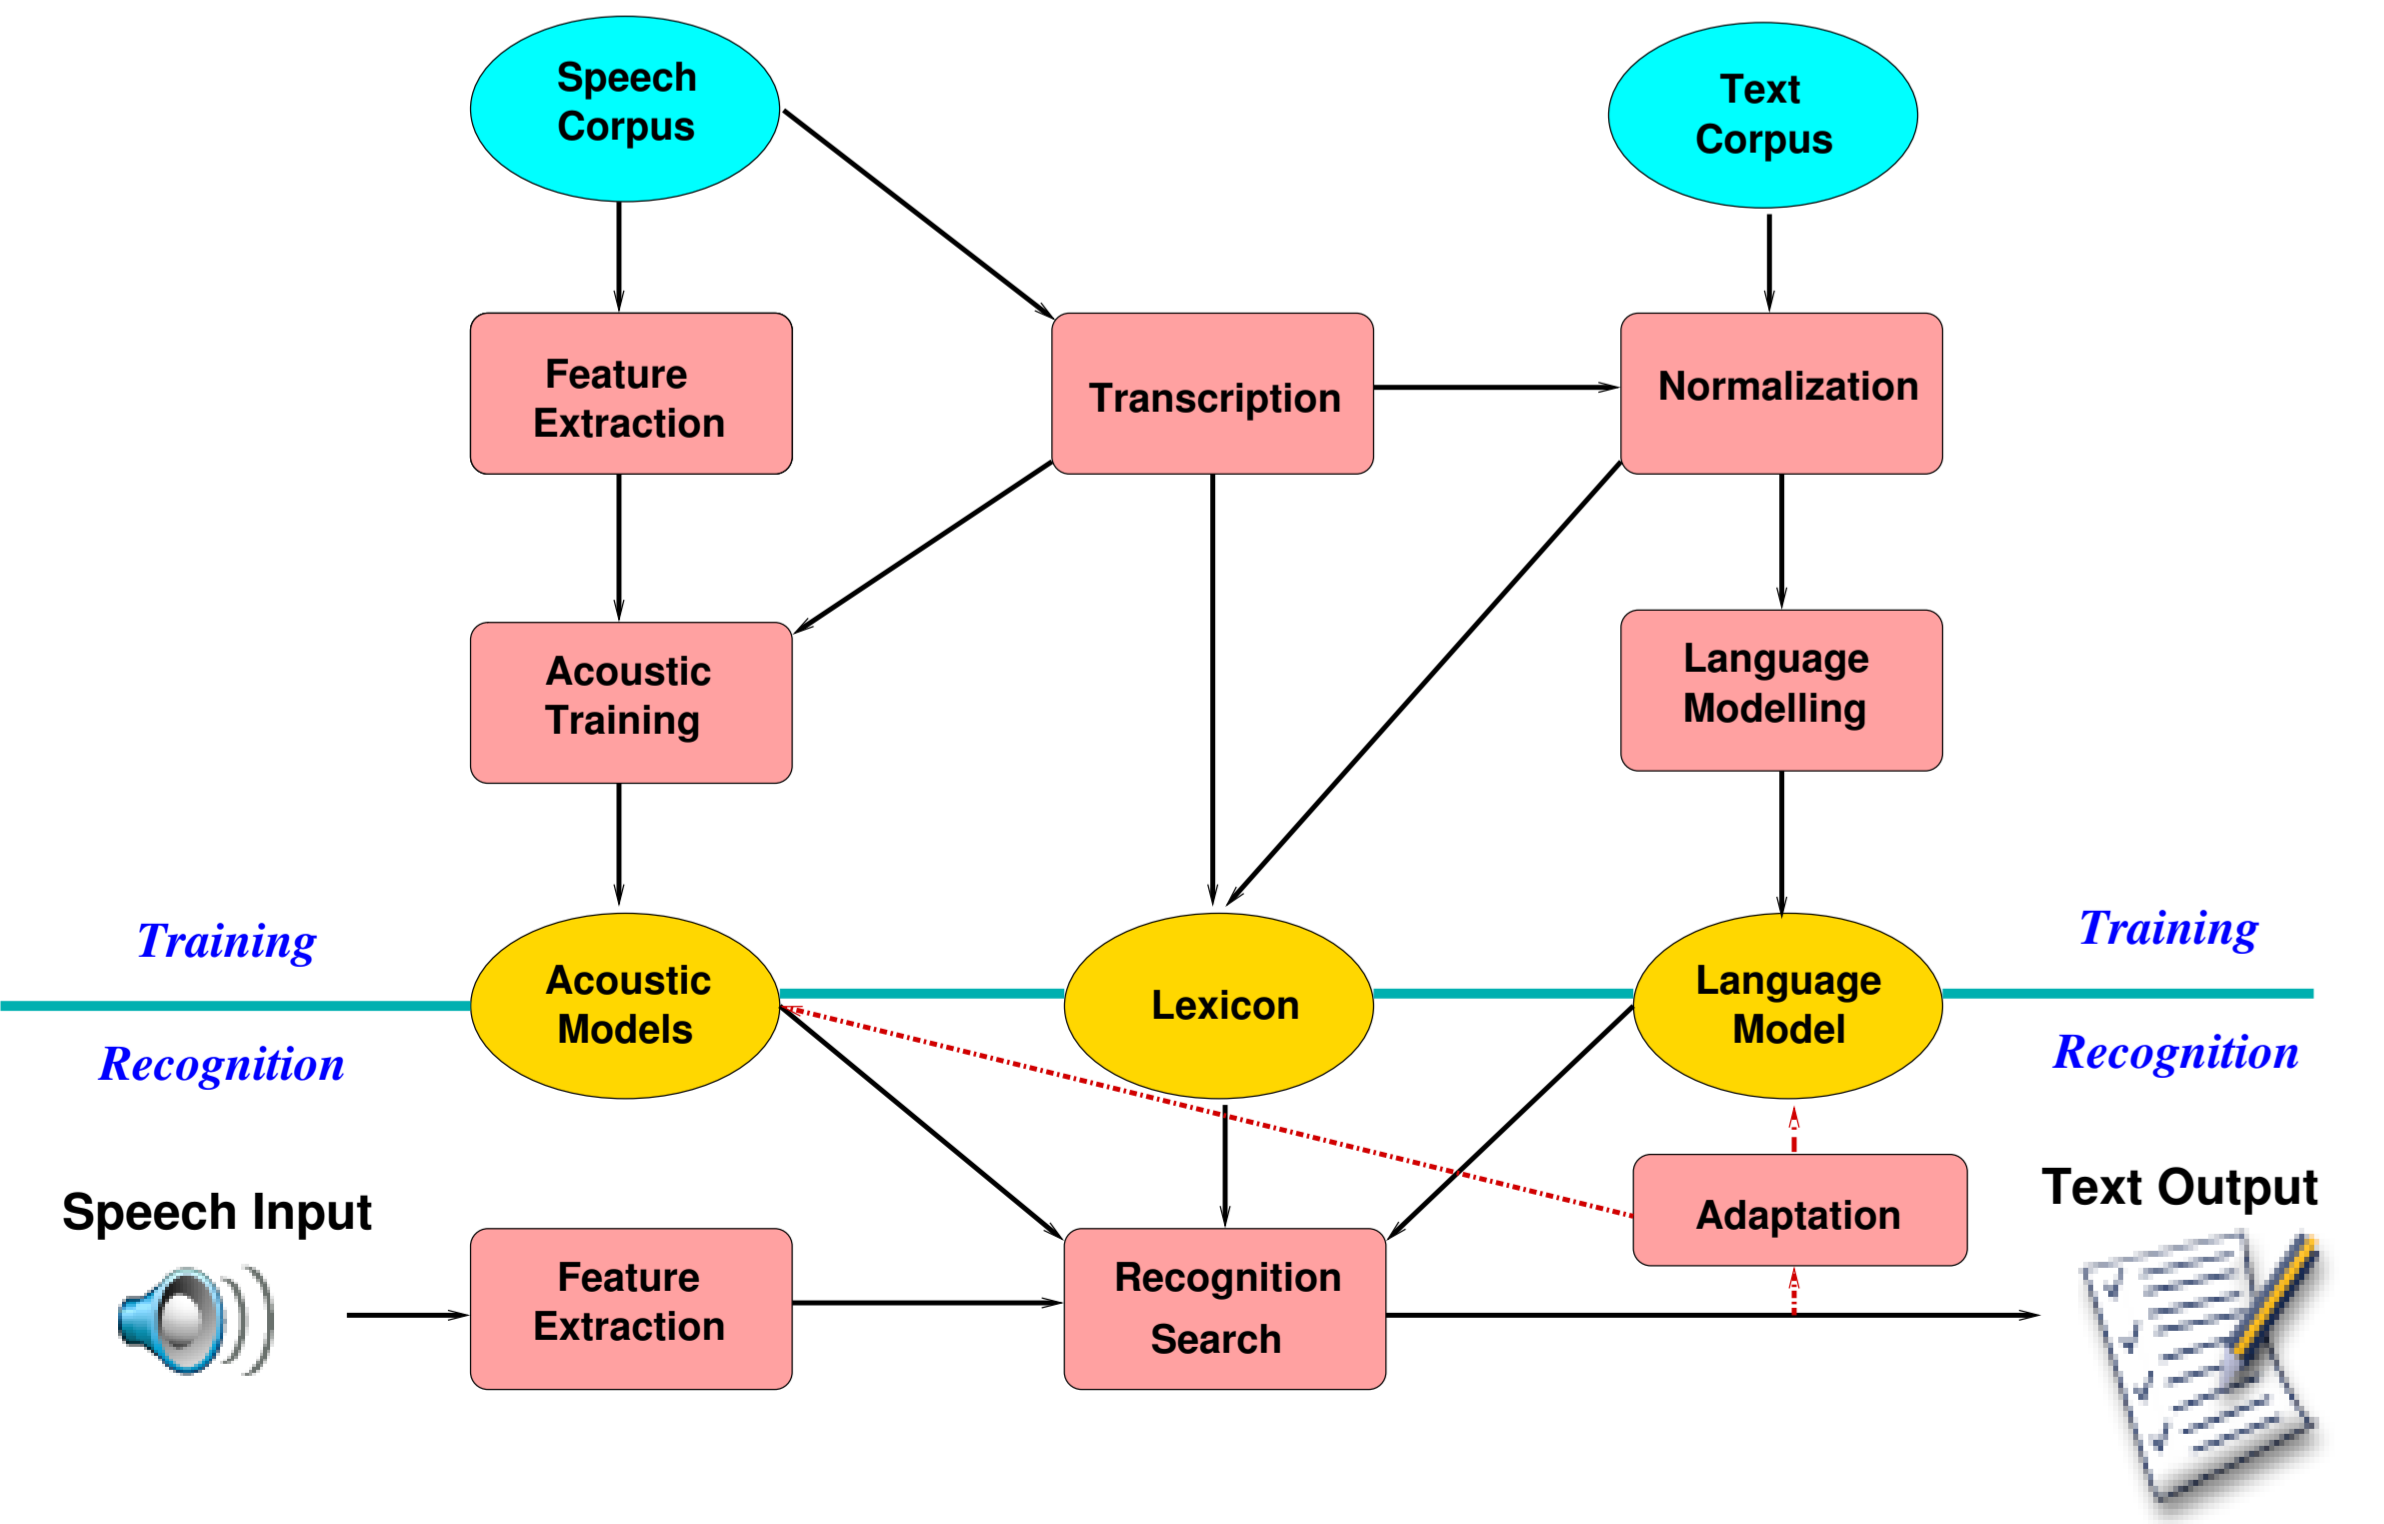 Speech
Corpus
Text
Corpus
Feature
Extraction
Transcription
Normalization
Acoustic
Training
Language
Modelling
Training
Acoustic
Models
Lexicon
Language
Model
Training
Recognition
Recognition
Speech Input
Adaptation
Text Output
Feature
Extraction
Recognition
Search